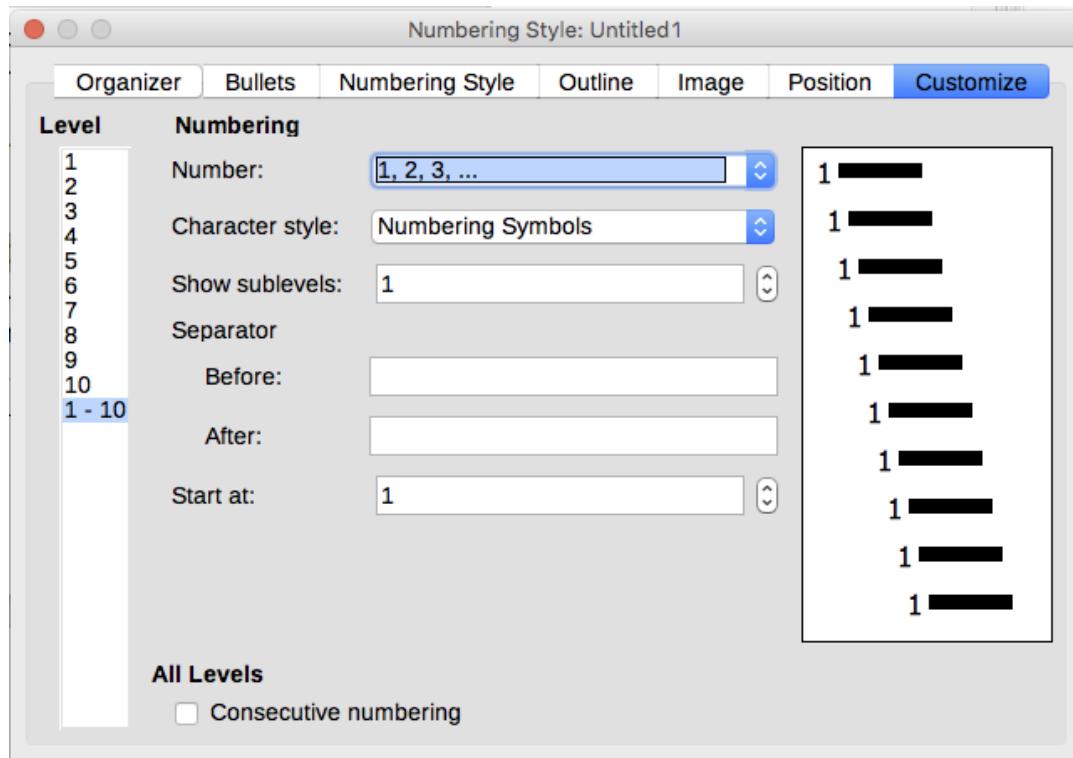 Numbering Style: Untitled1
Organizer Bullets Numbering Style Outline Image Position Customize
Level Numbering
1
2
3
4
5
6
7
8
9
10
1 - 10
Number: 1, 2, 3, ...
Character style: Numbering Symbols
Show sublevels: 1
Separator
Before:
After:
Start at: 1
1
1
1
1
1
1
1
1
1
1
All Levels
Consecutive numbering